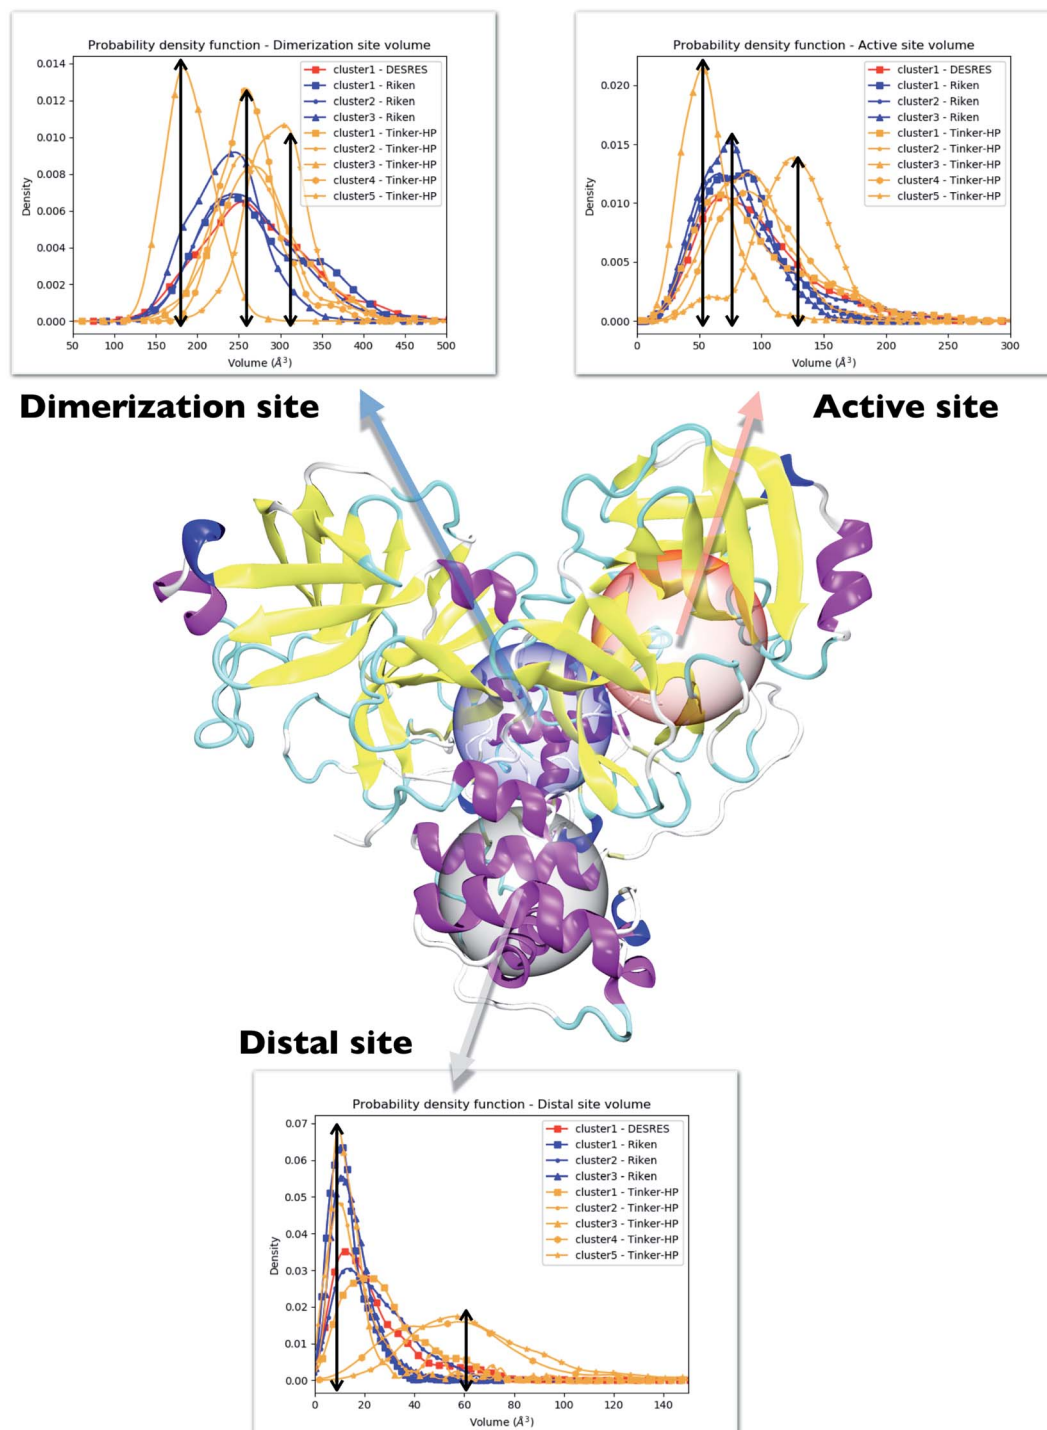 Probability density function - Dimerization site volume
0.014
0.012
0.010
0.008
0.006
0.004
0.002
0.000
Density
cluster1 - DESRES
cluster1 - Riken
cluster2 - Riken
cluster3 - Riken
cluster1 - Tinker-HP
cluster2 - Tinker-HP
cluster3 - Tinker-HP
cluster4 - Tinker-HP
cluster5 - Tinker-HP
50 100 150 200 250 300 350 400 450 500
Volume (Å³)
Probability density function - Active site volume
0.020
0.015
0.010
0.005
0.000
Density
cluster1 - DESRES
cluster1 - Riken
cluster2 - Riken
cluster3 - Riken
cluster1 - Tinker-HP
cluster2 - Tinker-HP
cluster3 - Tinker-HP
cluster4 - Tinker-HP
cluster5 - Tinker-HP
0 50 100 150 200 250 300
Volume (Å³)
Dimerization site
Active site
Distal site
Probability density function - Distal site volume
0.07
0.06
0.05
0.04
0.03
0.02
0.01
0.00
Density
cluster1 - DESRES
cluster1 - Riken
cluster2 - Riken
cluster3 - Riken
cluster1 - Tinker-HP
cluster2 - Tinker-HP
cluster3 - Tinker-HP
cluster4 - Tinker-HP
cluster5 - Tinker-HP
0 20 40 60 80 100 120 140
Volume (Å³)